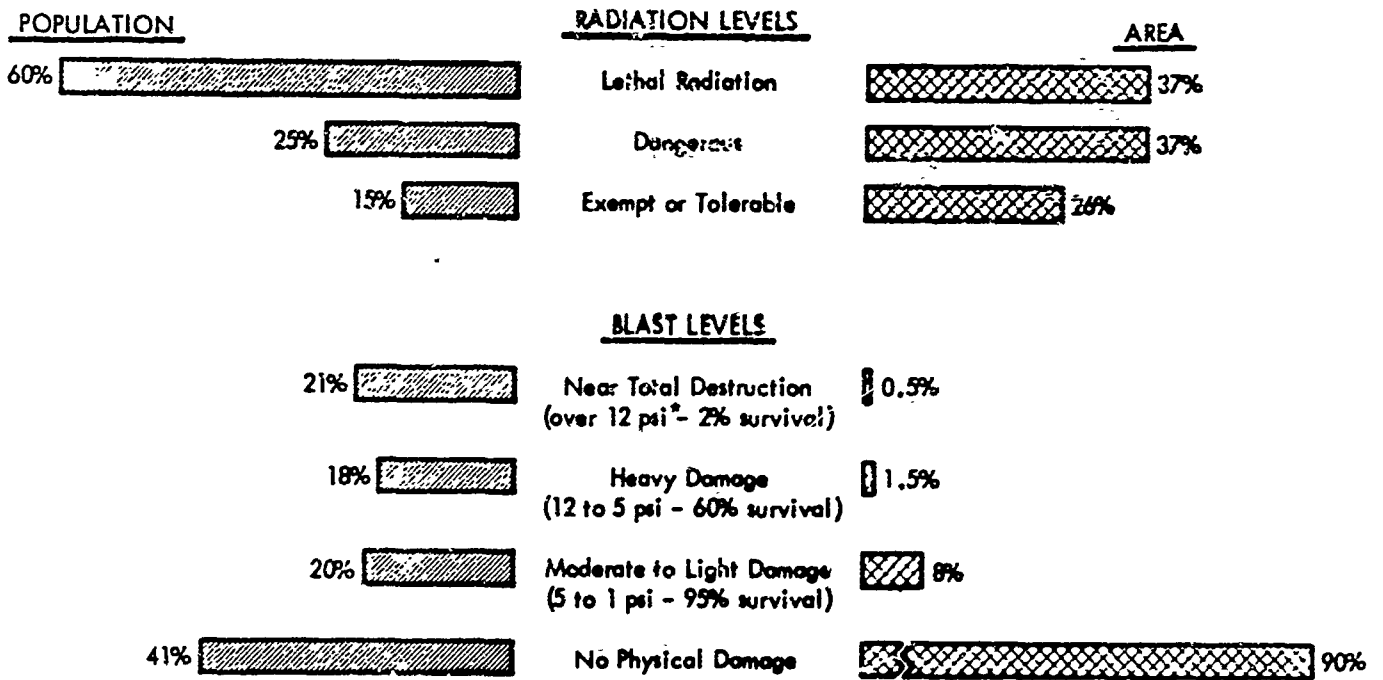 POPULATION RADIATION LEVELS AREA
60% Lethal Radiation 37%
25% Dangerous 37%
15% Exempt or Tolerable 26%
BLAST LEVELS
21% Near Total Destruction 0.5%
(over 12 psi*- 2% survival)
18% Heavy Damage 1.5%
(12 to 5 psi - 60% survival)
20% Moderate to Light Damage 8%
(5 to 1 psi - 95% survival)
41% No Physical Damage 90%